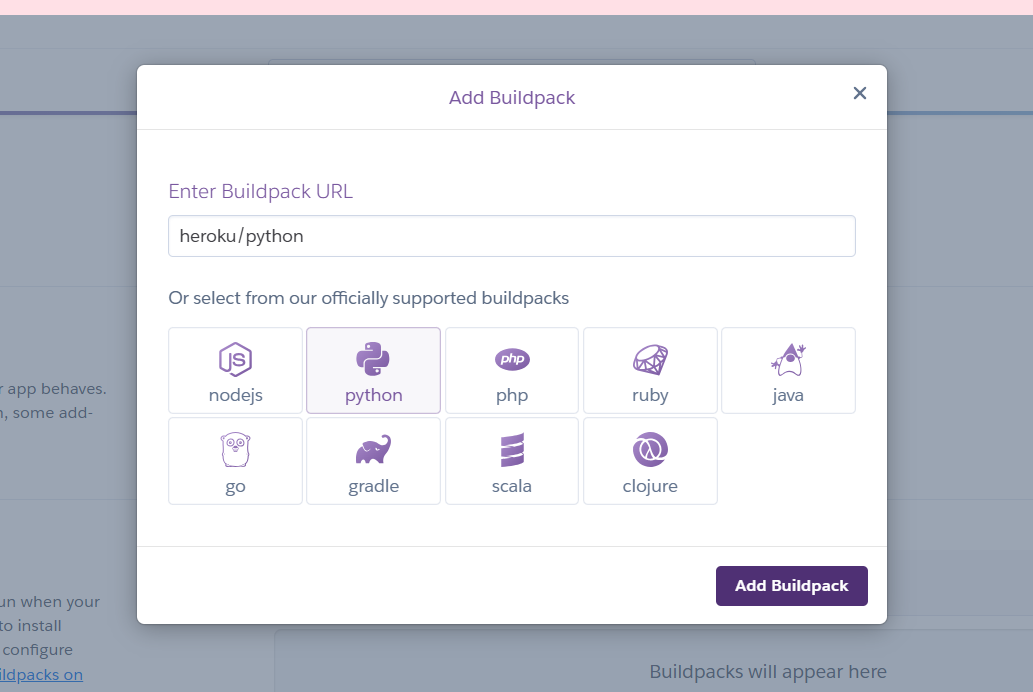 Add Buildpack
Enter Buildpack URL
heroku/python
Or select from our officially supported buildpacks
JS
php
nodejs
python
php
ruby
java
go
gradle
scala
clojure
Add Buildpack
app behaves.
some add-
when your
to install
configure
on
Buildpacks will appear here